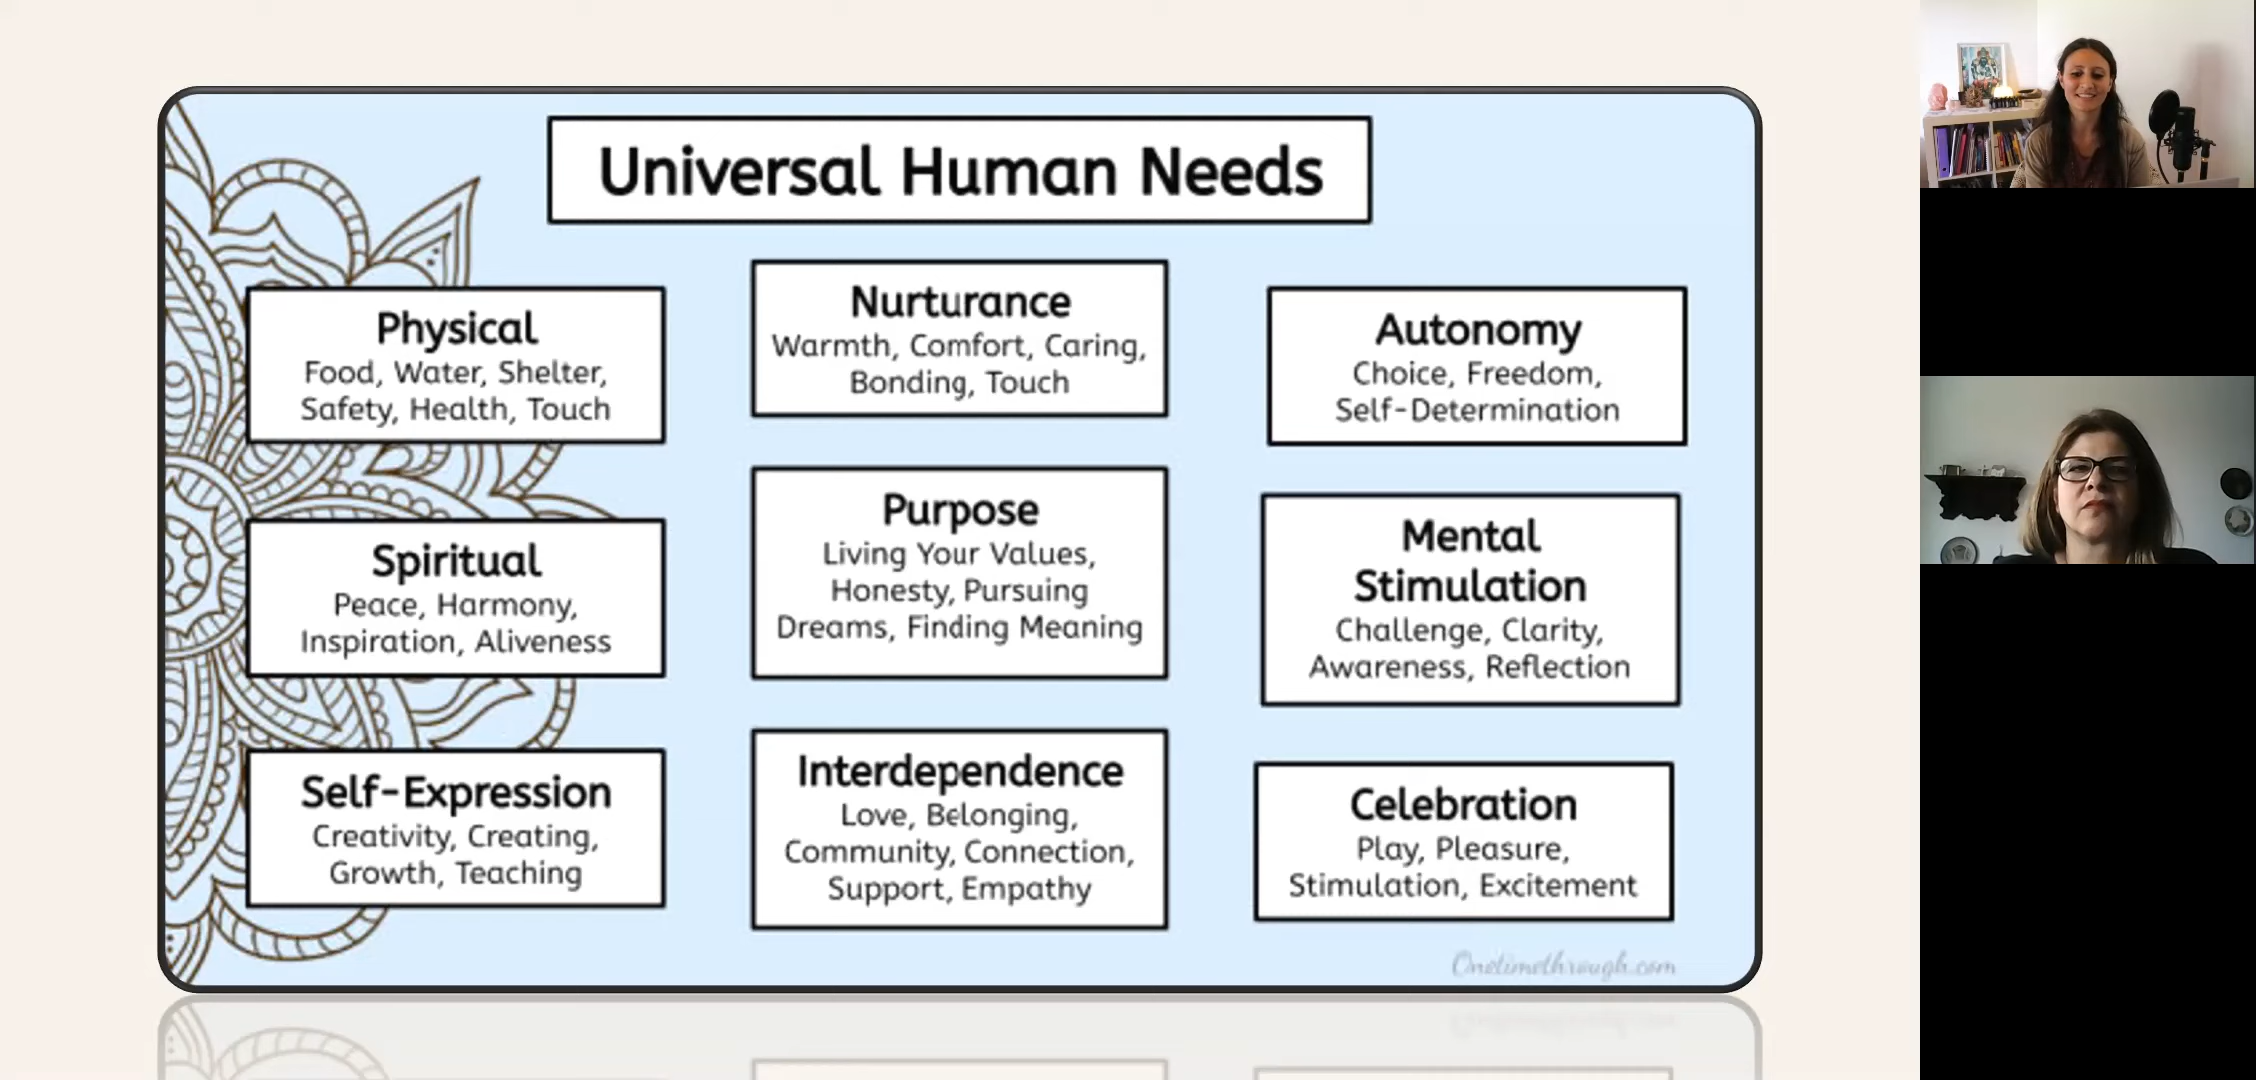 Universal Human Needs
Physical
Food, Water, Shelter,
Safety, Health, Touch
Nurturance
Warmth, Comfort, Caring,
Bonding, Touch
Autonomy
Choice, Freedom,
Self-Determination
Spiritual
Peace, Harmony,
Inspiration, Aliveness
Purpose
Living Your Values,
Honesty, Pursuing
Dreams, Finding Meaning
Mental
Stimulation
Challenge, Clarity,
Awareness, Reflection
Self-Expression
Creativity, Creating,
Growth, Teaching
Interdependence
Love, Belonging,
Community, Connection,
Support, Empathy
Celebration
Play, Pleasure,
Stimulation, Excitement
Onetimethrough.com